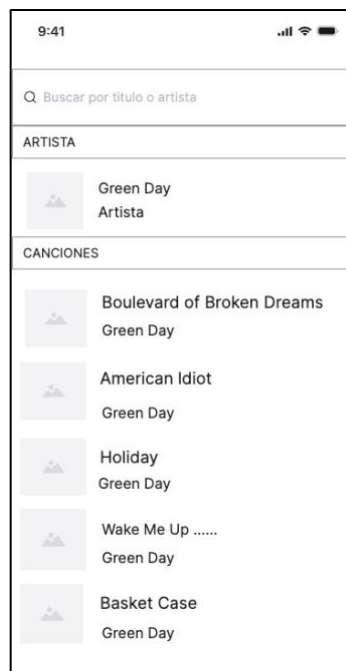 9:41
Buscar por titulo o artista
ARTISTA
Green Day
Artista
CANCIONES
Boulevard of Broken Dreams
Green Day
American Idiot
Green Day
Holiday
Green Day
Wake Me Up ......
Green Day
Basket Case
Green Day